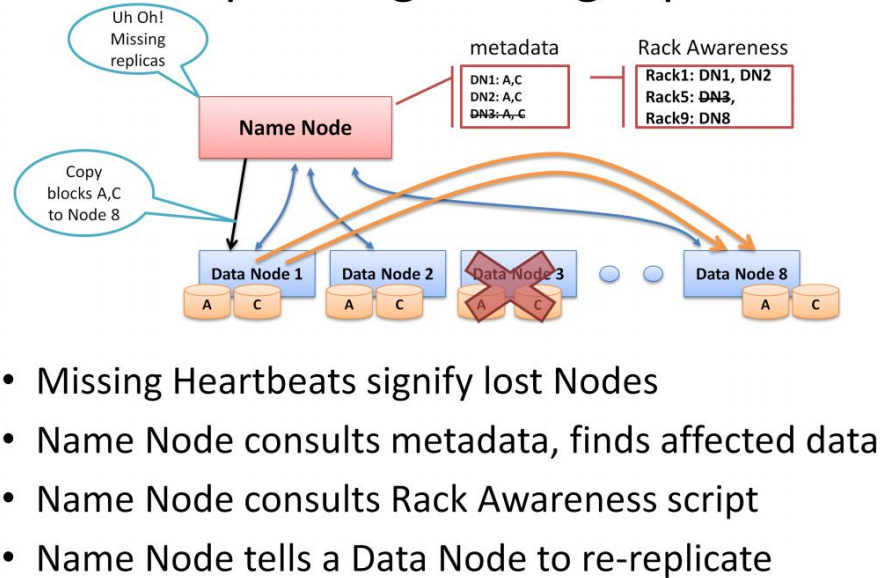 Uh Oh!
Missing
replicas
metadata
Rack Awareness
DN1: A,C
DN2: A,C
DN3: A, C
Rack1: DN1, DN2
Rack5: DN3,
Rack9: DN8
Name Node
Copy
blocks A,C
to Node 8
Data Node 1
Data Node 2
Data Node 3
Data Node 8
A C
A C
A C
A C
• Missing Heartbeats signify lost Nodes
• Name Node consults metadata, finds affected data
• Name Node consults Rack Awareness script
• Name Node tells a Data Node to re-replicate